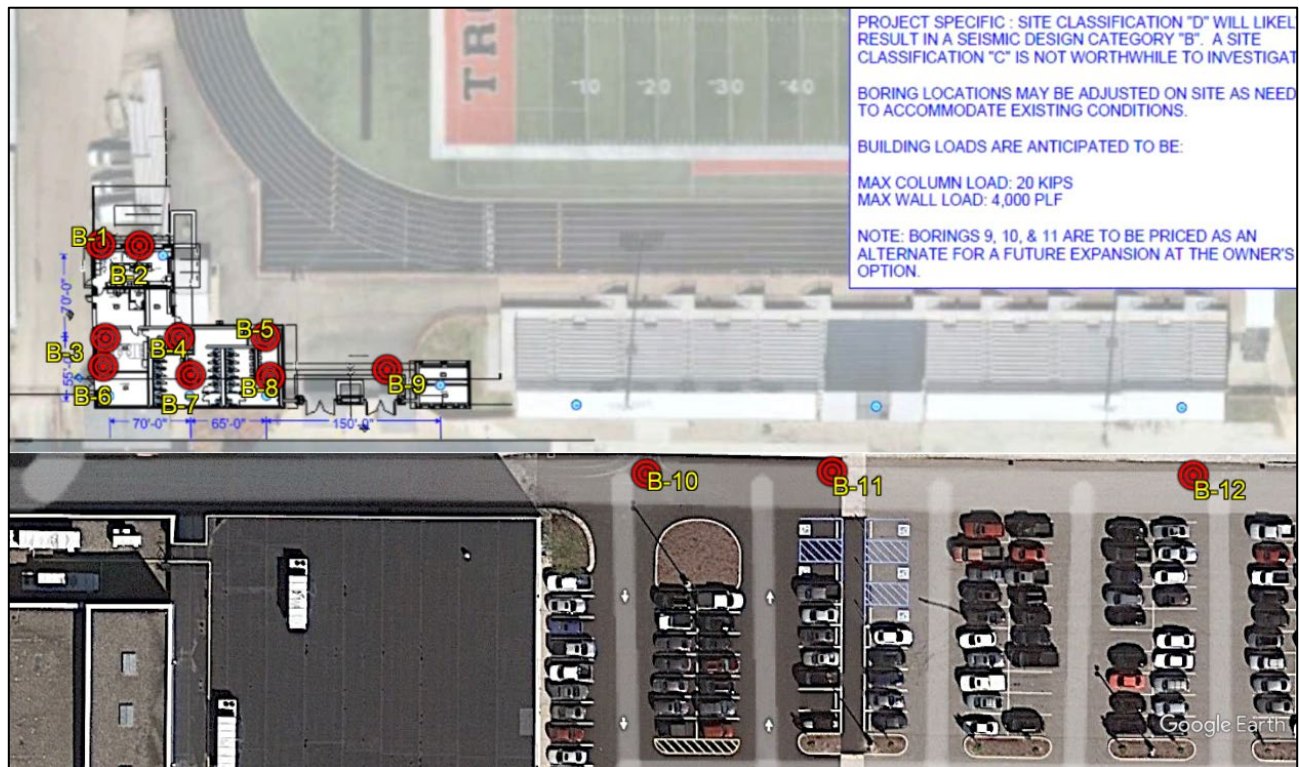 TR
-10
-20
-30
-40
PROJECT SPECIFIC : SITE CLASSIFICATION "D" WILL LIKEL
RESULT IN A SEISMIC DESIGN CATEGORY "B". A SITE
CLASSIFICATION "C" IS NOT WORTHWHILE TO INVESTIGAT
BORING LOCATIONS MAY BE ADJUSTED ON SITE AS NEED
TO ACCOMMODATE EXISTING CONDITIONS.
BUILDING LOADS ARE ANTICIPATED TO BE:
MAX COLUMN LOAD: 20 KIPS
MAX WALL LOAD: 4,000 PLF
NOTE: BORINGS 9, 10, & 11 ARE TO BE PRICED AS AN
ALTERNATE FOR A FUTURE EXPANSION AT THE OWNER'S
OPTION.
B-1
B-2
70'-0"
B-3
B-4
B-5
55'-0"
B-6
B-7
B-8
B-9
70'-0"
65'-0"
150'-0"
B-10
B-11
B-12
Google Earth